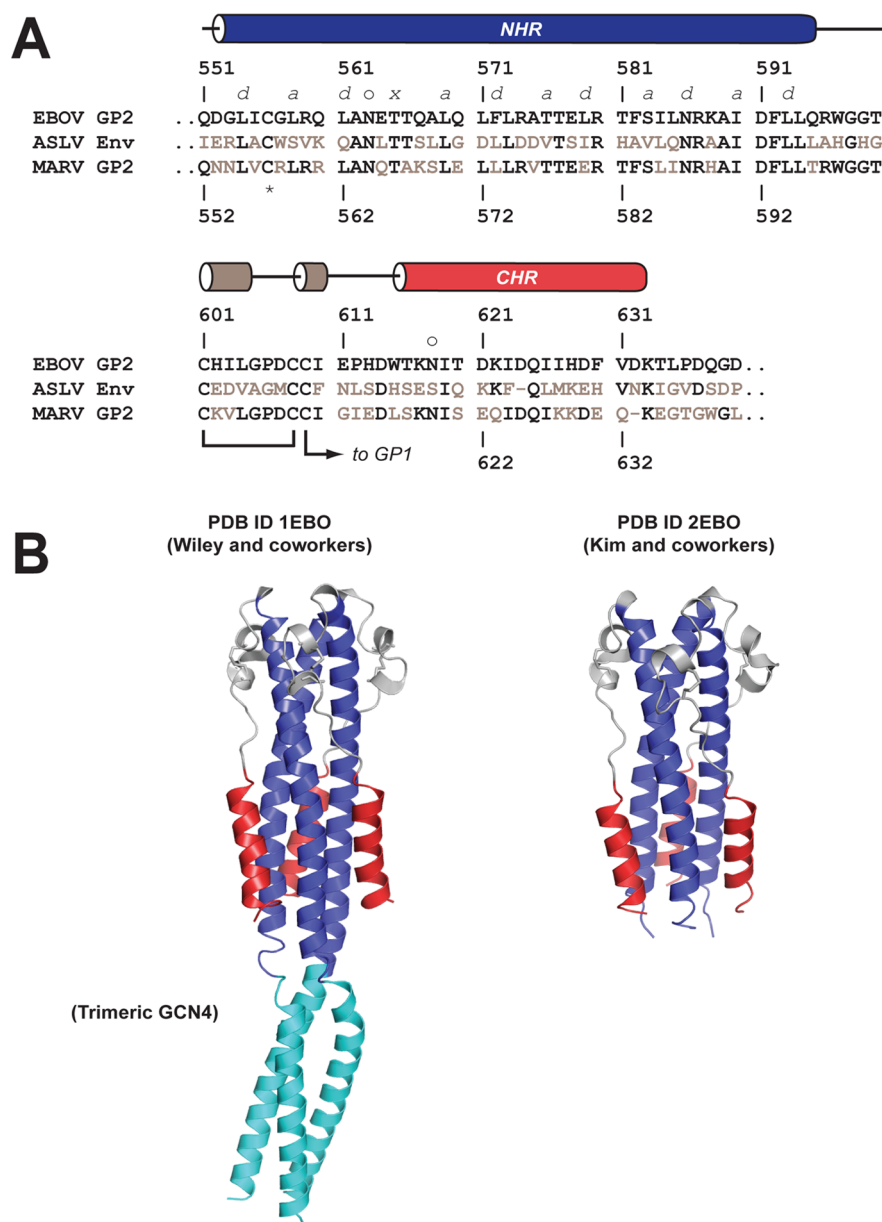 A
NHR
551 561 571 581 591
| d a d o x a | d a d | a d a | d
EBOV GP2 ..QDGLICGLRQ LANETTQALQ LFLRATTELR TFSILNRKAI DFLLQRWGGT
ASLV Env ..IERLACWSVK QANLTTSLLG DLLDDVTSIR HAVLQNRAAI DFLLLAHGHG
MARV GP2 ..QNNLVCRLRR LANQTAKSLE LLLRVTTEER TFSLINRHAI DFLLTRWGGT
| * | | | |
552 562 572 582 592
CHR
601 611 621 631
| | o | |
EBOV GP2 CHILGPDCCI EPHDWTKNIT DKIDQIIHDF VDKTLPDQGD..
ASLV Env CEDVAGMCCF NLSDHSESIQ KKF-QLMKEH VNKIGVDSDP..
MARV GP2 CKVLGPDCCI GIEDLSKNIS EQIDQIKKDE Q-KEGTGWGL..
to GP1 | |
622 632
B
PDB ID 1EBO
(Wiley and coworkers)
PDB ID 2EBO
(Kim and coworkers)
(Trimeric GCN4)